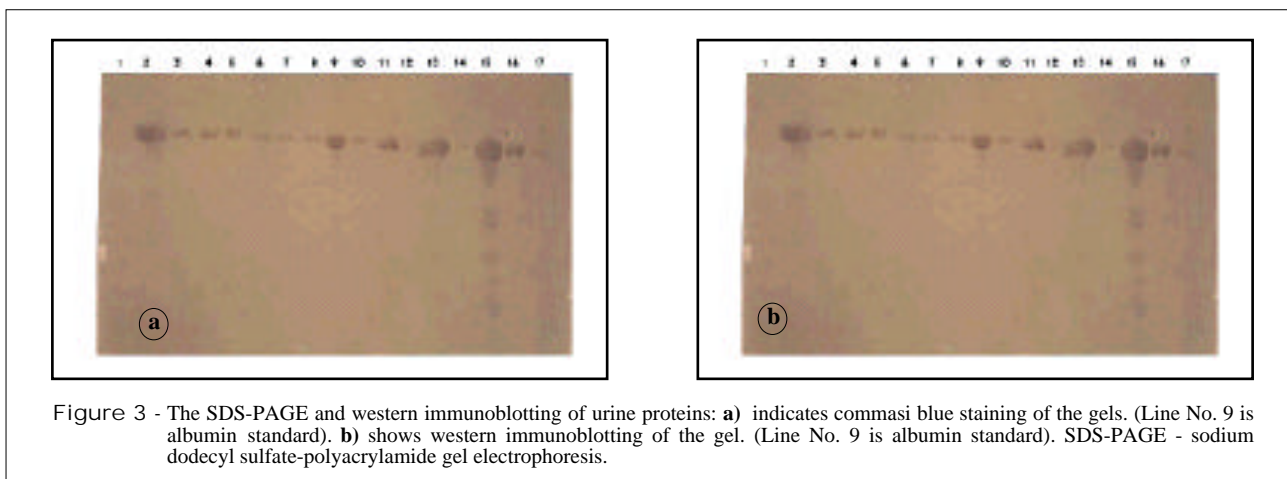 1 2 3 4 5 6 7 8 9 10 11 12 13 14 15 16 17
1 2 3 4 5 6 7 8 9 10 11 12 13 14 15 16 17
a
b
Figure 3 - The SDS-PAGE and western immunoblotting of urine proteins: a) indicates commasi blue staining of the gels. (Line No. 9 is
albumin standard). b) shows western immunoblotting of the gel. (Line No. 9 is albumin standard). SDS-PAGE - sodium
dodecyl sulfate-polyacrylamide gel electrophoresis.